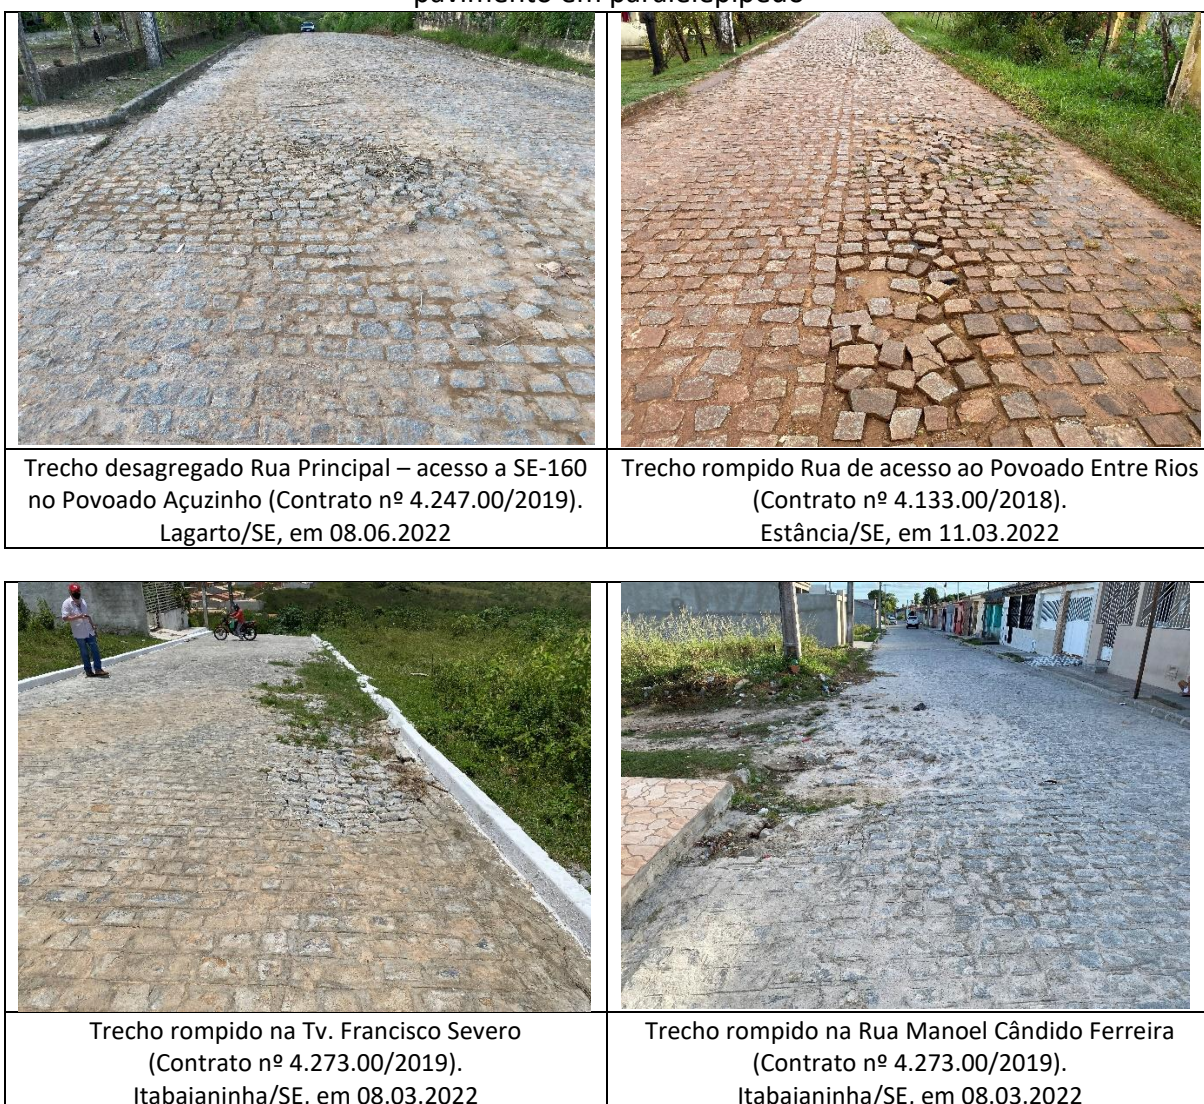 pavimento em paralelepípedo
Trecho desagregado Rua Principal – acesso a SE-160
no Povoado Açuzinho (Contrato nº 4.247.00/2019).
Lagarto/SE, em 08.06.2022
Trecho rompido Rua de acesso ao Povoado Entre Rios
(Contrato nº 4.133.00/2018).
Estância/SE, em 11.03.2022
Trecho rompido na Tv. Francisco Severo
(Contrato nº 4.273.00/2019).
Itabaianinha/SE, em 08.03.2022
Trecho rompido na Rua Manoel Cândido Ferreira
(Contrato nº 4.273.00/2019).
Itabaianinha/SE, em 08.03.2022